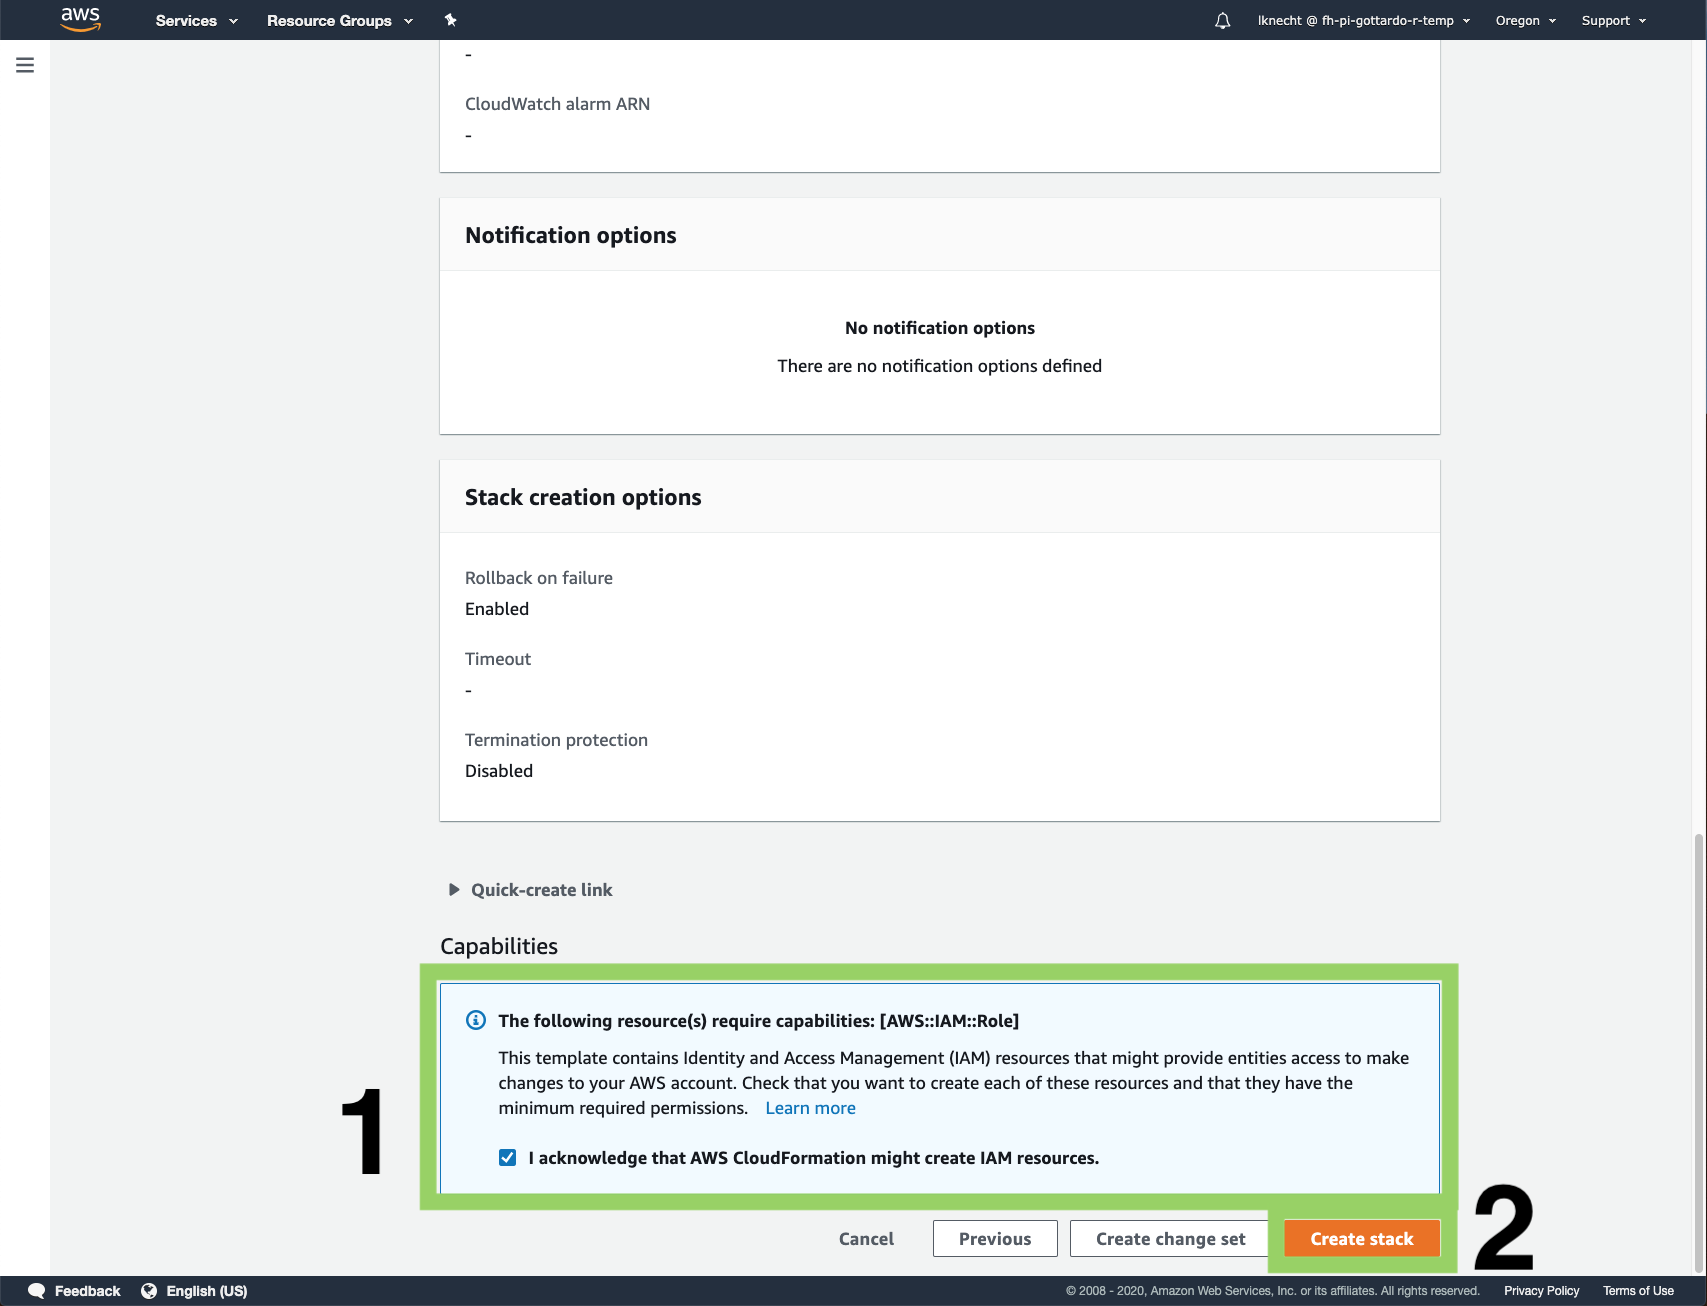 aws Services Resource Groups lknecht @ fh-pi-gottardo-r-temp Oregon Support
-
CloudWatch alarm ARN
-
Notification options
No notification options
There are no notification options defined
Stack creation options
Rollback on failure
Enabled
Timeout
-
Termination protection
Disabled
Quick-create link
Capabilities
The following resource(s) require capabilities: [AWS::IAM::Role]
This template contains Identity and Access Management (IAM) resources that might provide entities access to make
changes to your AWS account. Check that you want to create each of these resources and that they have the
minimum required permissions. Learn more
1
I acknowledge that AWS CloudFormation might create IAM resources.
Cancel Previous Create change set Create stack 2
Feedback English (US) © 2008 - 2020, Amazon Web Services, Inc. or its affiliates. All rights reserved. Privacy Policy Terms of Use